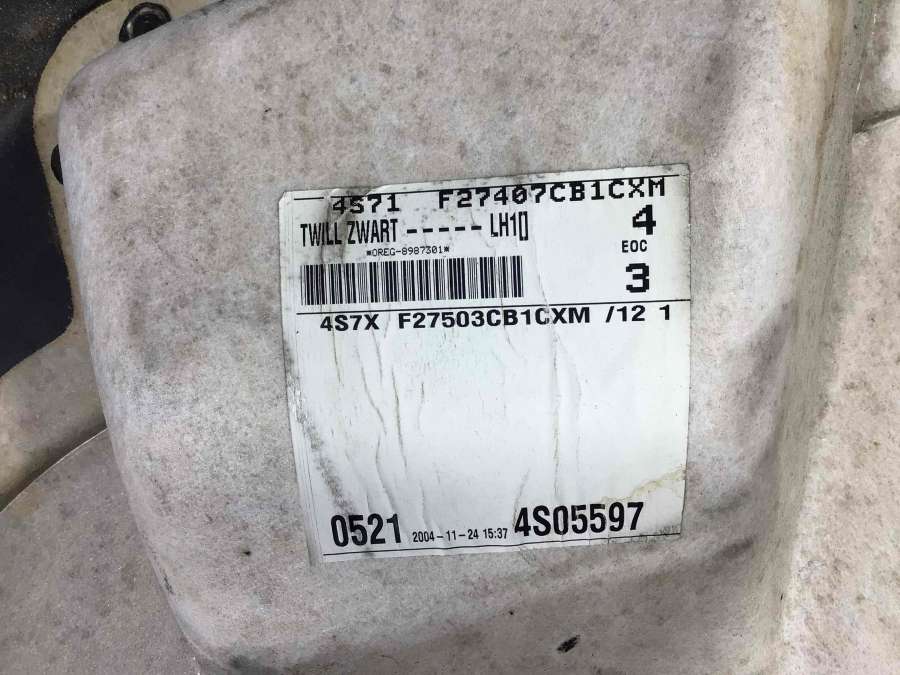 4S71 F27407CB1CXM
TWILL ZWART ----- LH1▯ 4
*OREG-8987301* EOC
3
4S7X F27503CB1CXM /12 1
0521 2004-11-24 15:37 4S05597